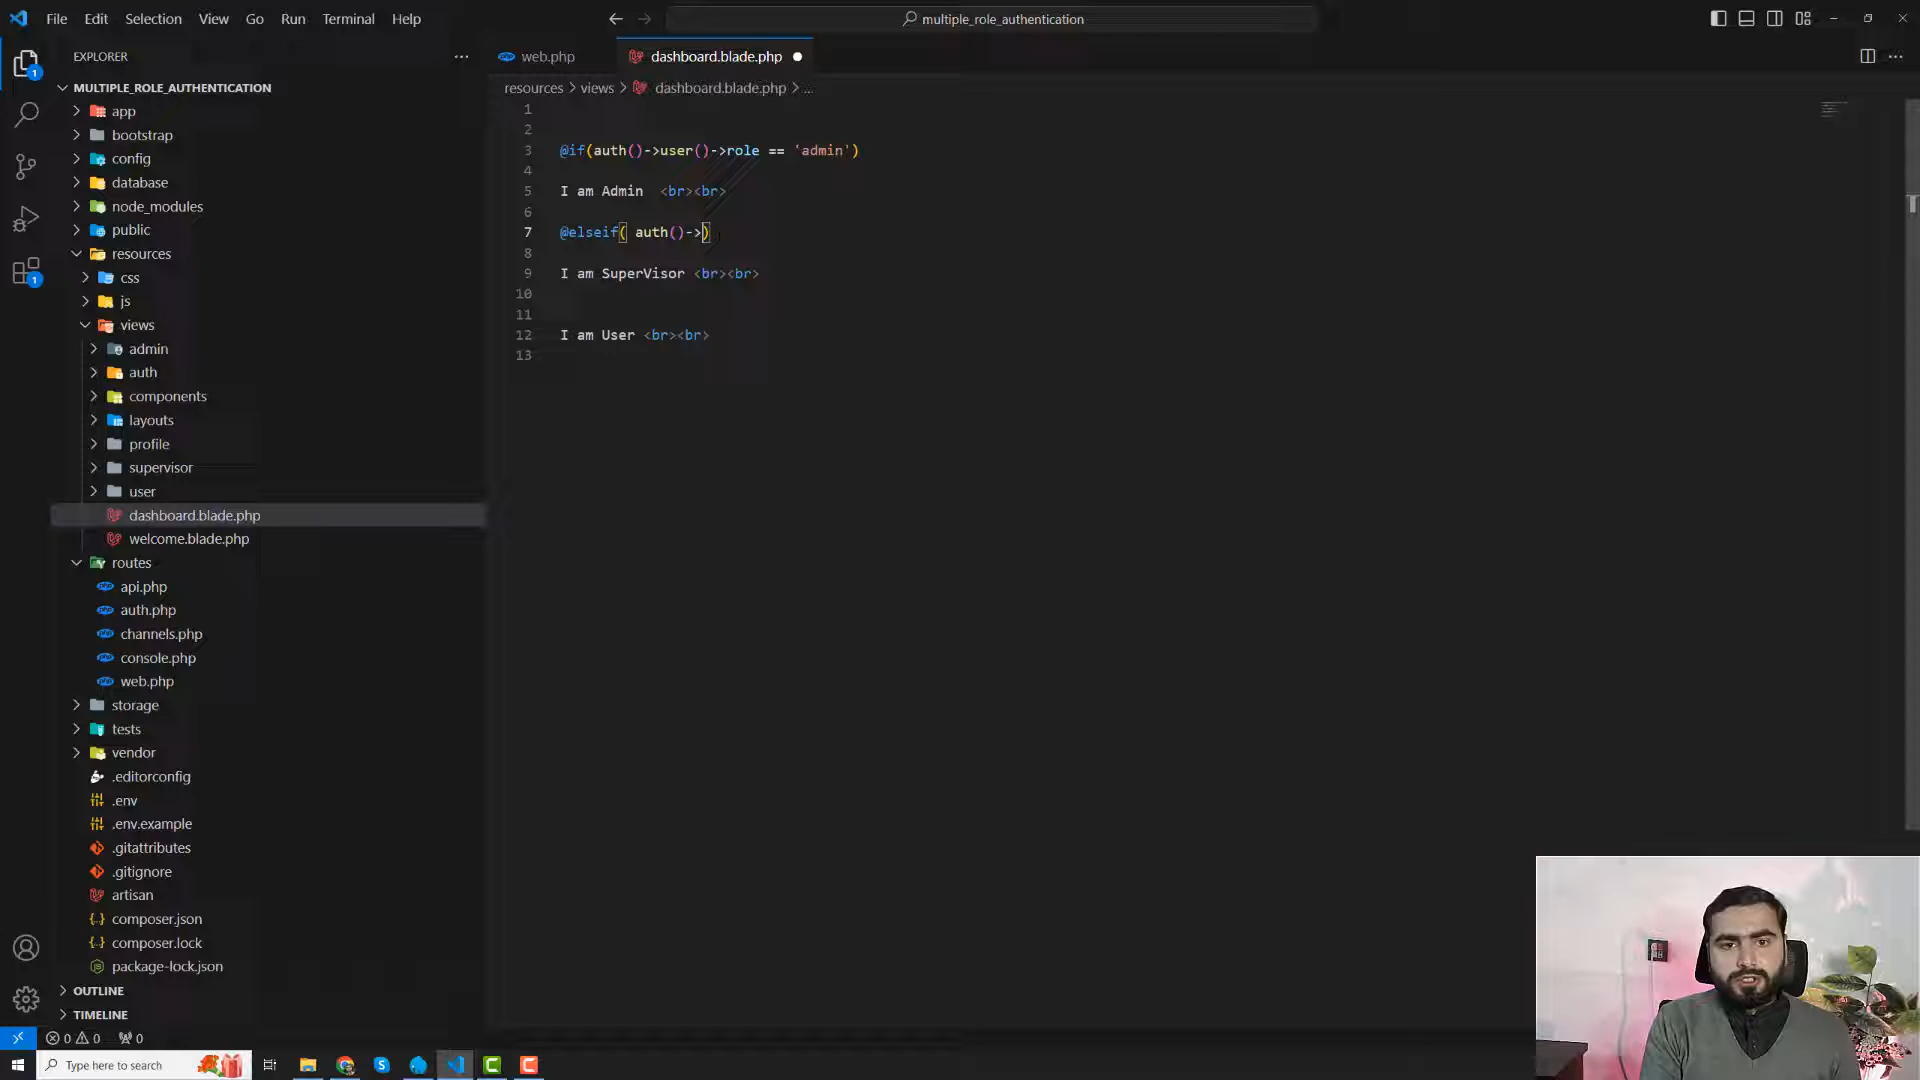 File Edit Selection View Go Run Terminal Help
multiple_role_authentication
EXPLORER
MULTIPLE_ROLE_AUTHENTICATION
app
bootstrap
config
database
node_modules
public
resources
css
js
views
admin
auth
components
layouts
profile
supervisor
user
dashboard.blade.php
welcome.blade.php
routes
api.php
auth.php
channels.php
console.php
web.php
storage
tests
vendor
.editorconfig
.env
.env.example
.gitattributes
.gitignore
artisan
composer.json
composer.lock
package-lock.json
OUTLINE
TIMELINE
1
1
web.php
dashboard.blade.php
resources > views > dashboard.blade.php > ...
1
2
3 @if(auth()->user()->role == 'admin')
4
5 I am Admin <br><br>
6
7 @elseif( auth()->)
8
9 I am SuperVisor <br><br>
10
11
12 I am User <br><br>
13
0 0 0
Type here to search